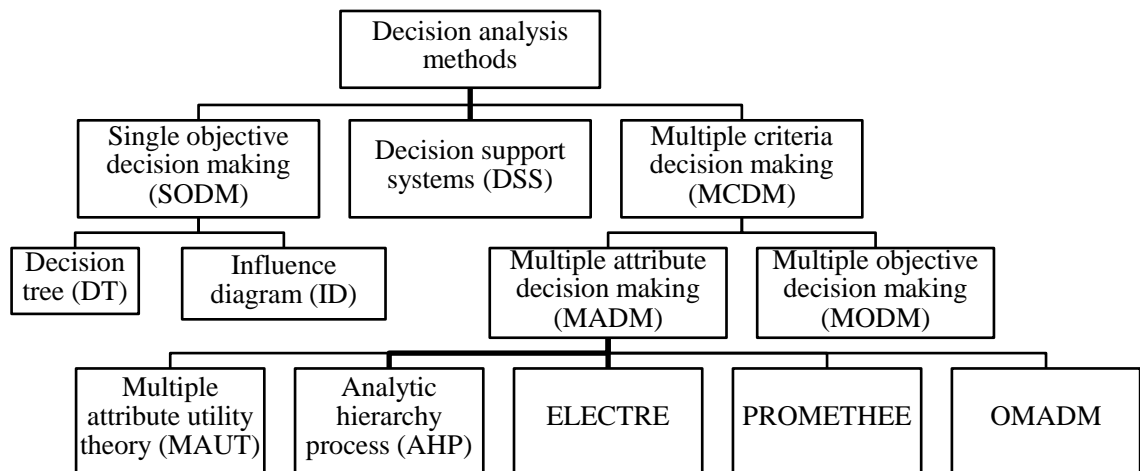 Decision analysis
methods
Single objective
decision making
(SODM)
Decision support
systems (DSS)
Multiple criteria
decision making
(MCDM)
Decision
tree (DT)
Influence
diagram (ID)
Multiple attribute
decision making
(MADM)
Multiple objective
decision making
(MODM)
Multiple
attribute utility
theory (MAUT)
Analytic
hierarchy
process (AHP)
ELECTRE
PROMETHEE
OMADM